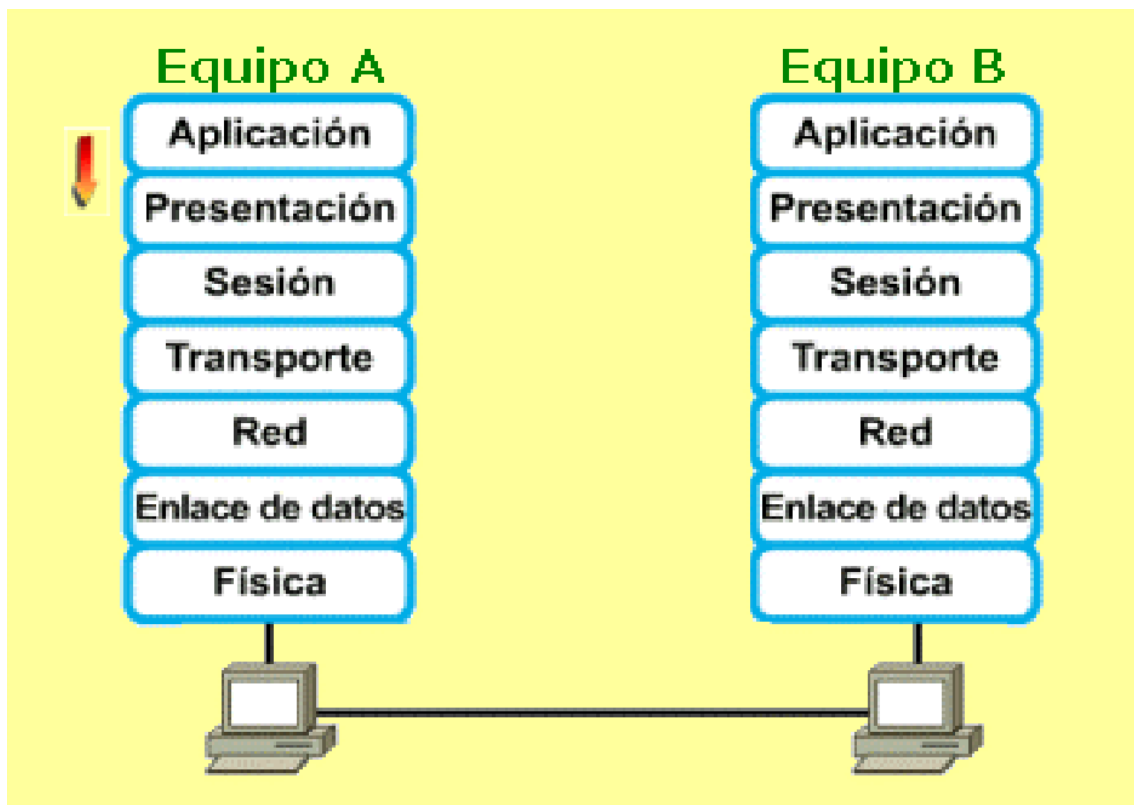 Equipo A
Aplicación
Presentación
Sesión
Transporte
Red
Enlace de datos
Física
Equipo B
Aplicación
Presentación
Sesión
Transporte
Red
Enlace de datos
Física